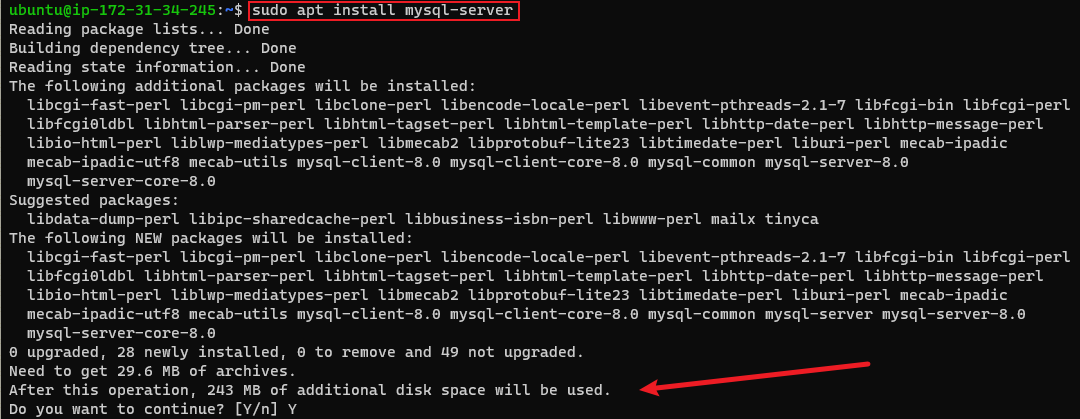 ubuntu@ip-172-31-34-245:~$ sudo apt install mysql-server
Reading package lists... Done
Building dependency tree... Done
Reading state information... Done
The following additional packages will be installed:
  libcgi-fast-perl libcgi-pm-perl libclone-perl libencode-locale-perl libevent-pthreads-2.1-7 libfcgi-bin libfcgi-perl
  libfcgi0ldbl libhtml-parser-perl libhtml-tagset-perl libhtml-template-perl libhttp-date-perl libhttp-message-perl
  libio-html-perl liblwp-mediatypes-perl libmecab2 libprotobuf-lite23 libtimedate-perl liburi-perl mecab-ipadic
  mecab-ipadic-utf8 mecab-utils mysql-client-8.0 mysql-client-core-8.0 mysql-common mysql-server-8.0
  mysql-server-core-8.0
Suggested packages:
  libdata-dump-perl libipc-sharedcache-perl libbusiness-isbn-perl libwww-perl mailx tinyca
The following NEW packages will be installed:
  libcgi-fast-perl libcgi-pm-perl libclone-perl libencode-locale-perl libevent-pthreads-2.1-7 libfcgi-bin libfcgi-perl
  libfcgi0ldbl libhtml-parser-perl libhtml-tagset-perl libhtml-template-perl libhttp-date-perl libhttp-message-perl
  libio-html-perl liblwp-mediatypes-perl libmecab2 libprotobuf-lite23 libtimedate-perl liburi-perl mecab-ipadic
  mecab-ipadic-utf8 mecab-utils mysql-client-8.0 mysql-client-core-8.0 mysql-common mysql-server mysql-server-8.0
  mysql-server-core-8.0
0 upgraded, 28 newly installed, 0 to remove and 49 not upgraded.
Need to get 29.6 MB of archives.
After this operation, 243 MB of additional disk space will be used.
Do you want to continue? [Y/n] Y